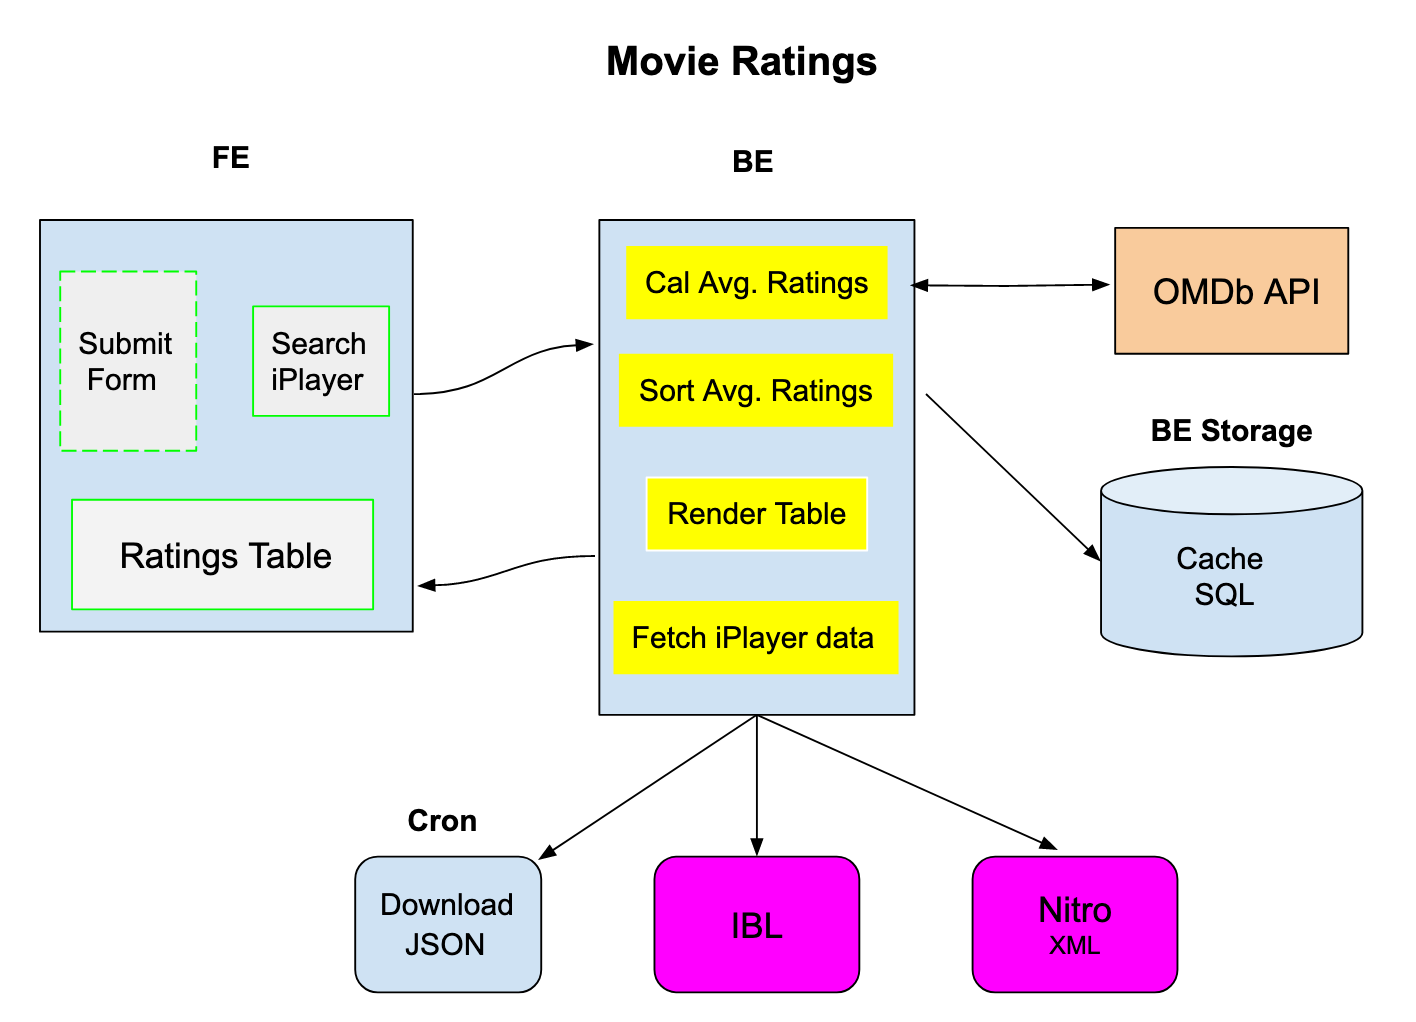 Movie Ratings
FE
BE
Submit
Form
Search
iPlayer
Ratings Table
Cal Avg. Ratings
Sort Avg. Ratings
Render Table
Fetch iPlayer data
OMDb API
BE Storage
Cache
SQL
Cron
Download
JSON
IBL
Nitro
XML